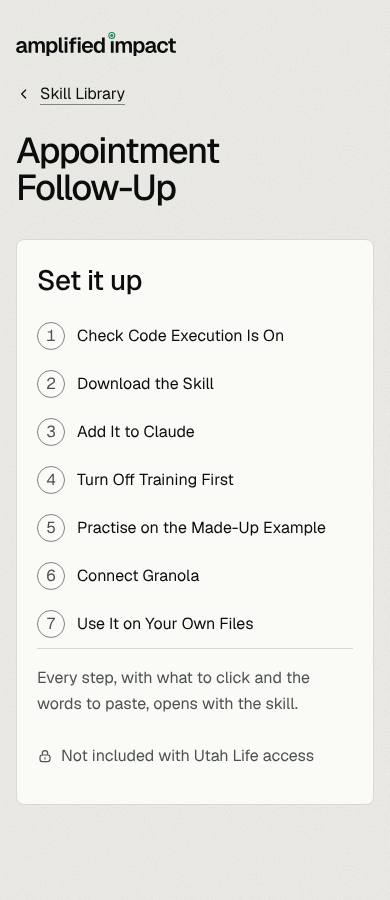 amplified impact
Skill Library
Appointment
Follow-Up
Set it up
1 Check Code Execution Is On
2 Download the Skill
3 Add It to Claude
4 Turn Off Training First
5 Practise on the Made-Up Example
6 Connect Granola
7 Use It on Your Own Files
Every step, with what to click and the
words to paste, opens with the skill.
Not included with Utah Life access